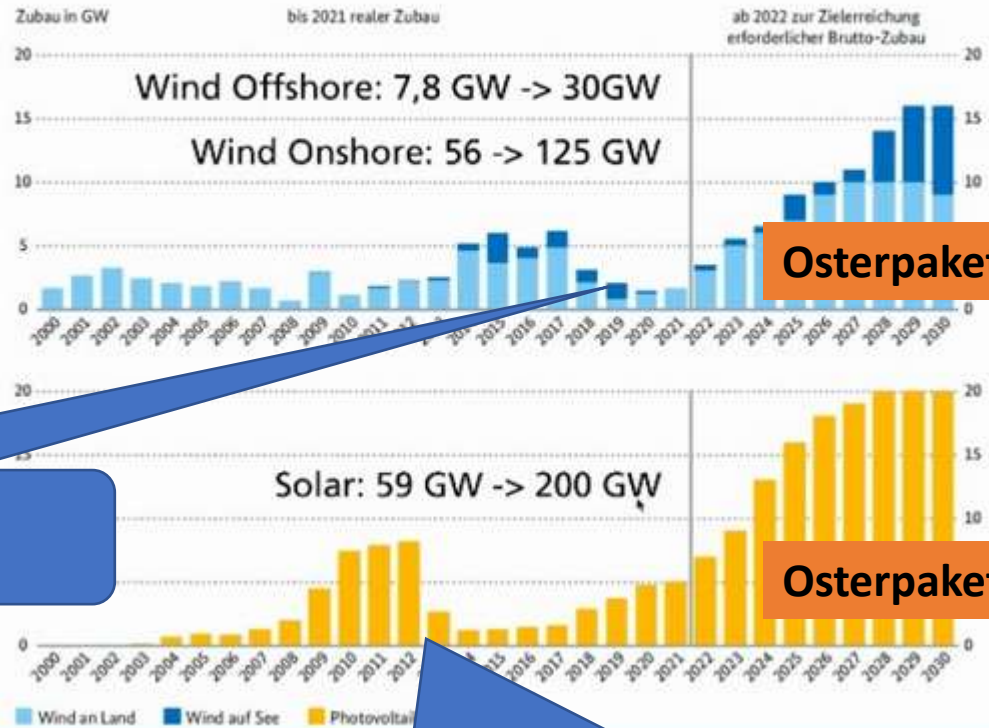 Zubau in GW
bis 2021 realer Zubau
ab 2022 zur Zielerreichung
erforderlicher Brutto-Zubau
20
20
Wind Offshore: 7,8 GW -> 30GW
15
15
Wind Onshore: 56 -> 125 GW
10
10
5
Osterpaket
0
0
2000 2001 2002 2003 2004 2005 2006 2007 2008 2009 2010 2011 2012 2015 2016 2017 2018 2019 2020 2021 2022 2023 2024 2025 2026 2027 2028 2029 2030
20
20
15
Solar: 59 GW -> 200 GW
10
Osterpaket
0
0
2000 2001 2002 2003 2004 2005 2006 2007 2008 2009 2010 2011 2012 2015 2016 2017 2018 2019 2020 2021 2022 2023 2024 2025 2026 2027 2028 2029 2030
Wind an Land Wind auf See Photovoltai